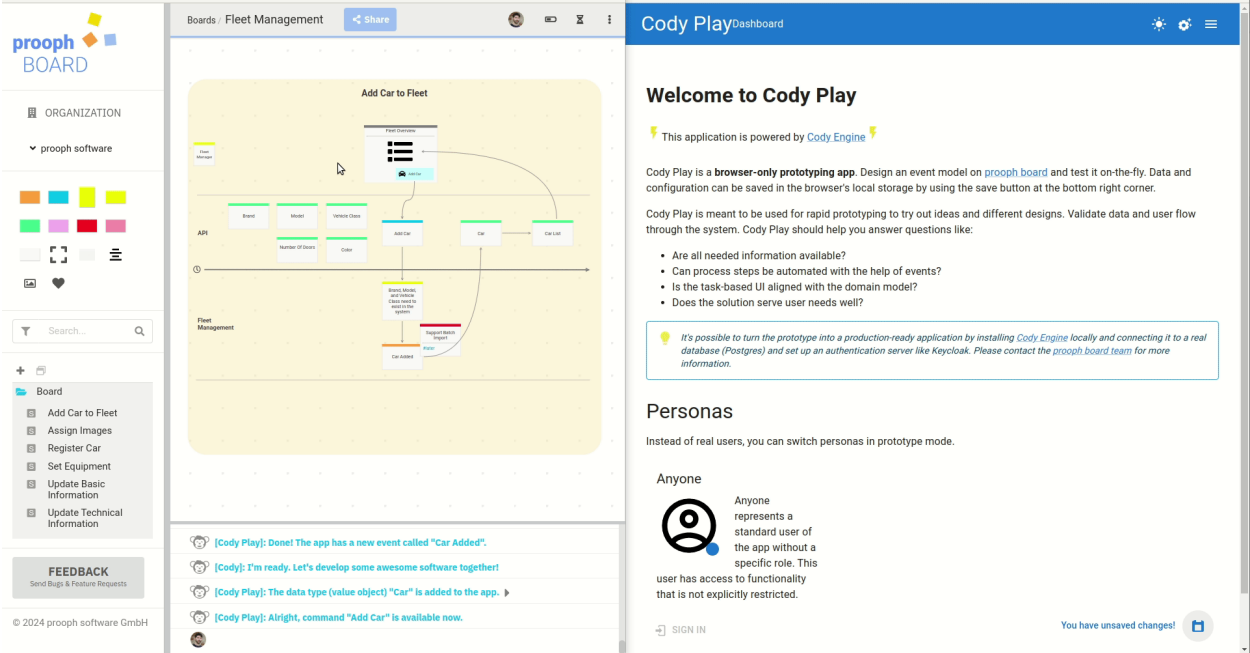 prooph
BOARD
ORGANIZATION
prooph software
Search...
Board
Add Car to Fleet
Assign Images
Register Car
Set Equipment
Update Basic
Information
Update Technical
Information
FEEDBACK
Send Bugs & Feature Requests
© 2024 prooph software GmbH
Boards / Fleet Management
Share
Add Car to Fleet
Fleet
Manager
Fleet Overview
Add Car
API
Brand
Model
Vehicle Class
Number Of Doors
Color
Add Car
Car
Car List
Fleet
Management
Brand, Model,
and Vehicle
Class need to
exist in the
system
Support Batch
Import
Car Added
[Cody Play]: Done! The app has a new event called "Car Added".
[Cody]: I'm ready. Let's develop some awesome software together!
[Cody Play]: The data type (value object) "Car" is added to the app.
[Cody Play]: Alright, command "Add Car" is available now.
Cody Play Dashboard
Welcome to Cody Play
This application is powered by Cody Engine
Cody Play is a browser-only prototyping app. Design an event model on prooph board and test it on-the-fly. Data and
configuration can be saved in the browser's local storage by using the save button at the bottom right corner.
Cody Play is meant to be used for rapid prototyping to try out ideas and different designs. Validate data and user flow
through the system. Cody Play should help you answer questions like:
Are all needed information available?
Can process steps be automated with the help of events?
Is the task-based UI aligned with the domain model?
Does the solution serve user needs well?
It's possible to turn the prototype into a production-ready application by installing Cody Engine locally and connecting it to a real
database (Postgres) and set up an authentication server like Keycloak. Please contact the prooph board team for more
information.
Personas
Instead of real users, you can switch personas in prototype mode.
Anyone
Anyone
represents a
standard user of
the app without a
specific role. This
user has access to functionality
that is not explicitly restricted.
SIGN IN
You have unsaved changes!